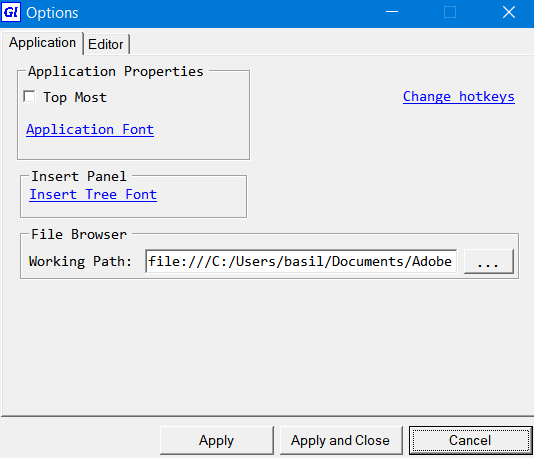 Gl Options
Application Editor
Application Properties
Top Most
Change hotkeys
Application Font
Insert Panel
Insert Tree Font
File Browser
Working Path: file:///C:/Users/basil/Documents/Adobe ...
Apply Apply and Close Cancel